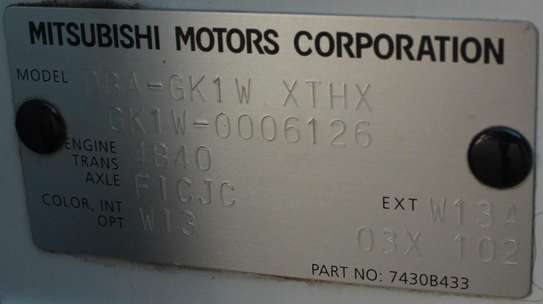 MITSUBISHI MOTORS CORPORATION
MODEL DBA-GK1W XTHX
GK1W-0006126
ENGINE 4B40
TRANS
AXLE F1CJC
COLOR, INT W13 EXT W13A
OPT 03X 102
PART NO: 7430B433